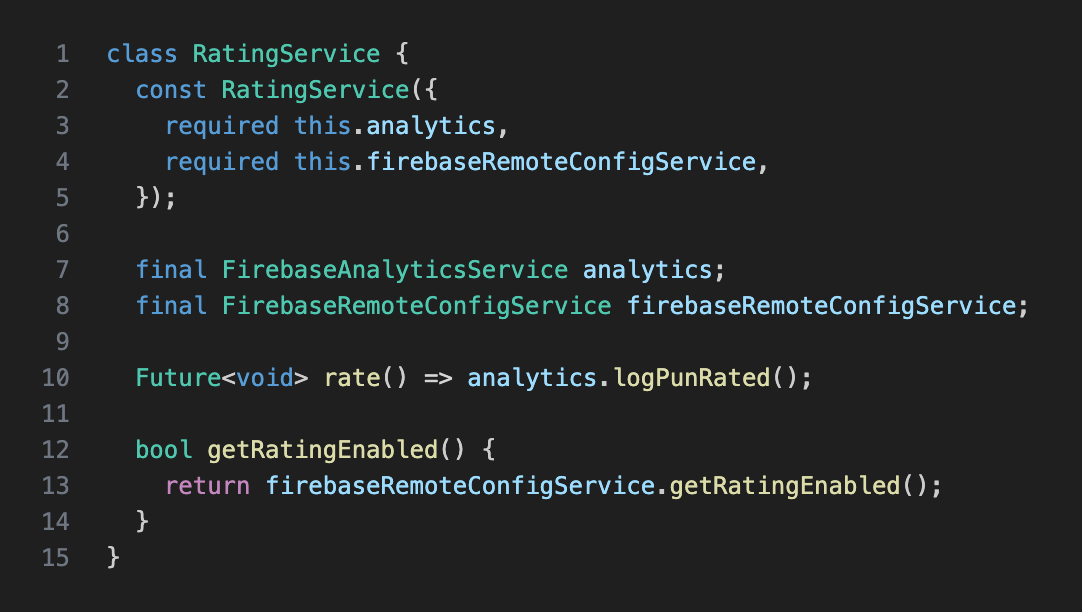 1 class RatingService {
2   const RatingService({
3     required this.analytics,
4     required this.firebaseRemoteConfigService,
5   });
6
7   final FirebaseAnalyticsService analytics;
8   final FirebaseRemoteConfigService firebaseRemoteConfigService;
9
10   Future<void> rate() => analytics.logPunRated();
11
12   bool getRatingEnabled() {
13     return firebaseRemoteConfigService.getRatingEnabled();
14   }
15 }